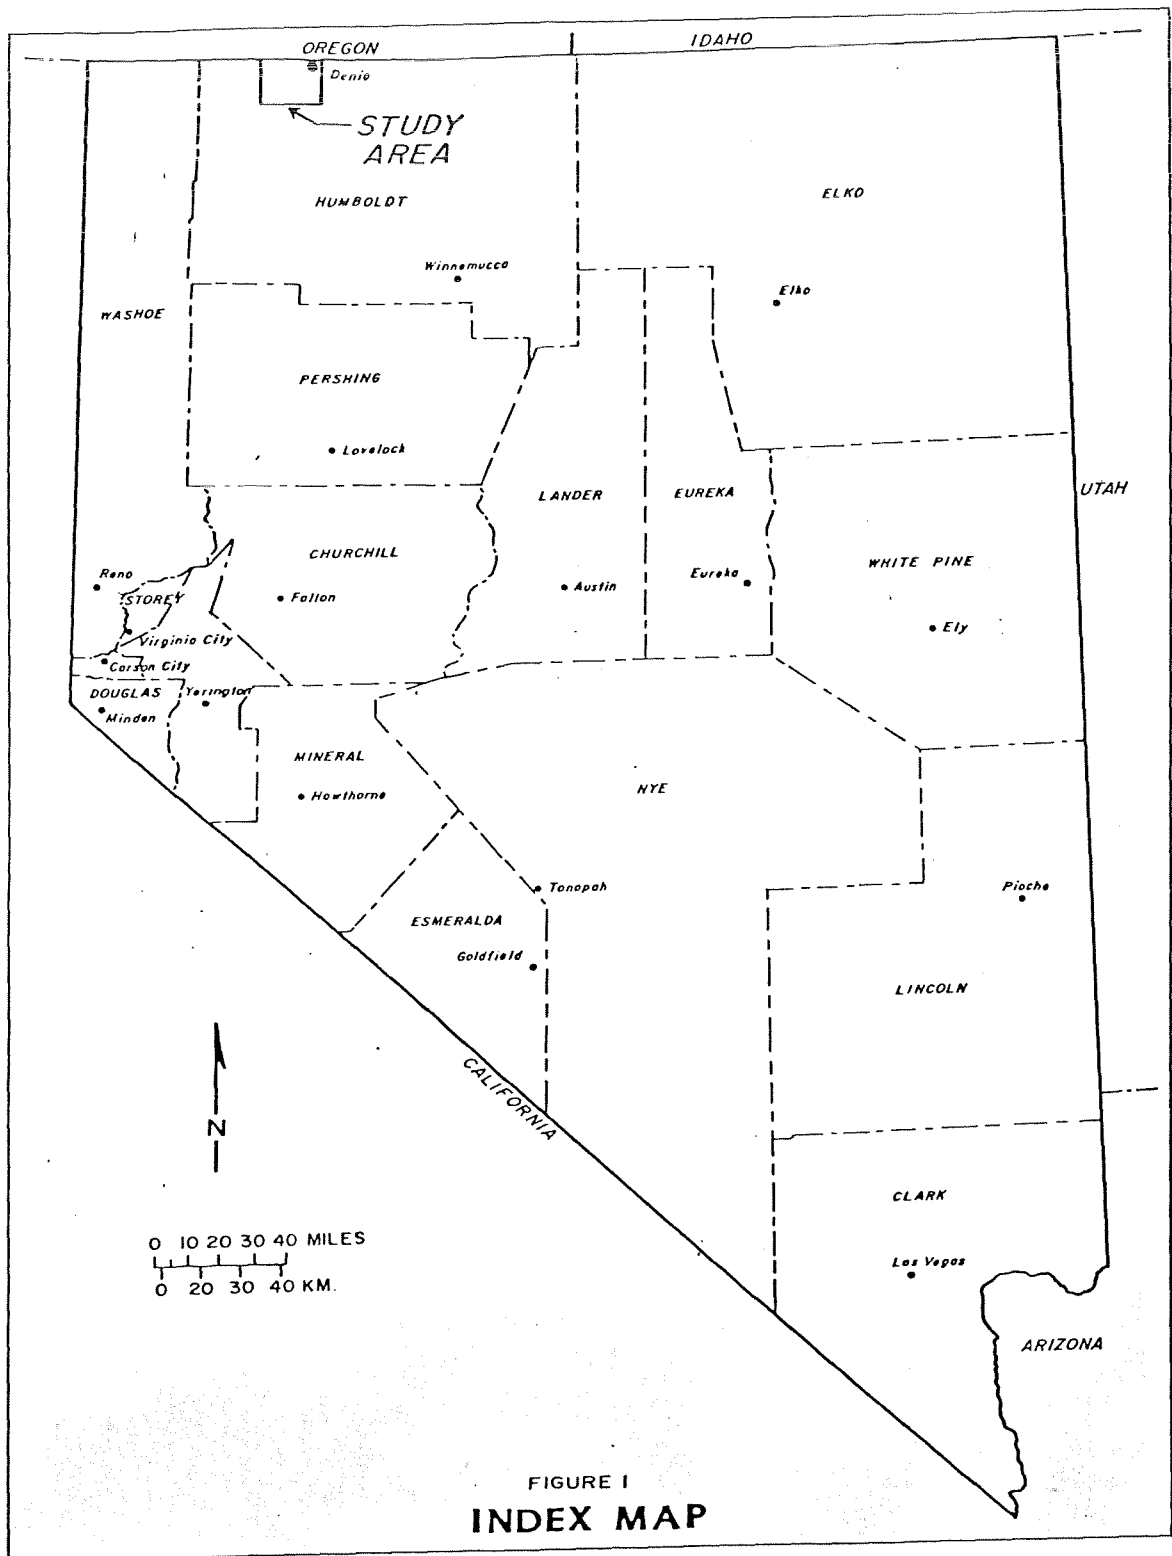 OREGON
IDAHO
Denio
STUDY
AREA
HUMBOLDT
ELKO
Winnemucca
Elko
WASHOE
PERSHING
Lovelock
LANDER
EUREKA
UTAH
CHURCHILL
WHITE PINE
Reno
Fallon
Austin
Eureka
STOREY
Ely
Virginia City
Carson City
DOUGLAS
Yerington
Minden
MINERAL
NYE
Hawthorne
Tonopah
Pioche
ESMERALDA
Goldfield
LINCOLN
CALIFORNIA
N
CLARK
0 10 20 30 40 MILES
0 20 30 40 KM.
Las Vegas
ARIZONA
FIGURE 1
INDEX MAP